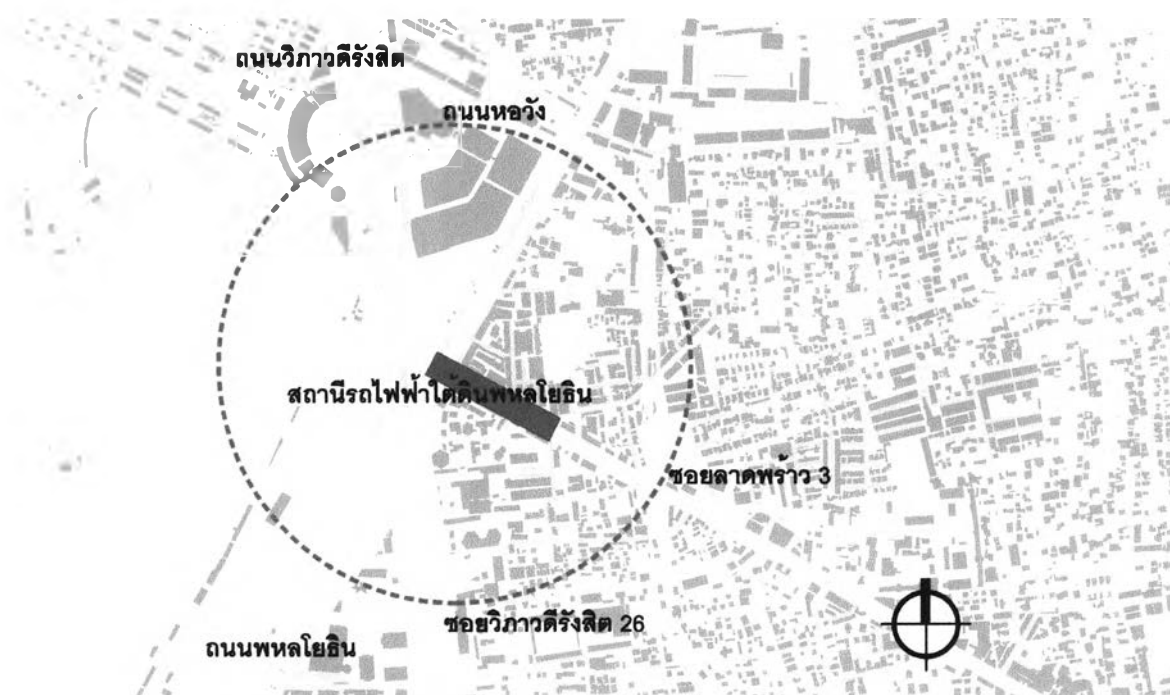 ถนนวิภาวดีรังสิต
ถนนหอวัง
สถานีรถไฟฟ้าใต้ดินพหลโยธิน
ซอยลาดพร้าว 3
ซอยวิภาวดีรังสิต 26
ถนนพหลโยธิน